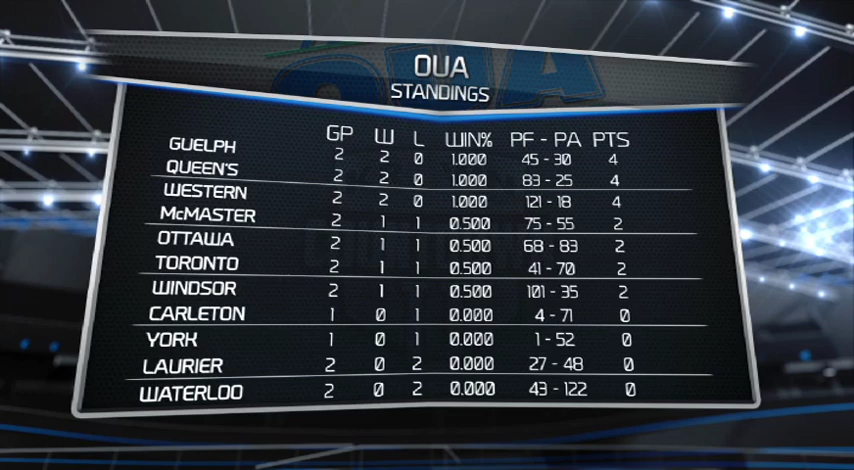 OUA
STANDINGS
GP W L WIN% PF - PA PTS
GUELPH 2 2 0 1.000 45 - 30 4
QUEEN'S 2 2 0 1.000 83 - 25 4
WESTERN 2 2 0 1.000 121 - 18 4
McMASTER 2 1 1 0.500 75 - 55 2
OTTAWA 2 1 1 0.500 68 - 83 2
TORONTO 2 1 1 0.500 41 - 70 2
WINDSOR 2 1 1 0.500 101 - 35 2
CARLETON 1 0 1 0.000 4 - 71 0
YORK 1 0 1 0.000 1 - 52 0
LAURIER 2 0 2 0.000 27 - 48 0
WATERLOO 2 0 2 0.000 43 - 122 0